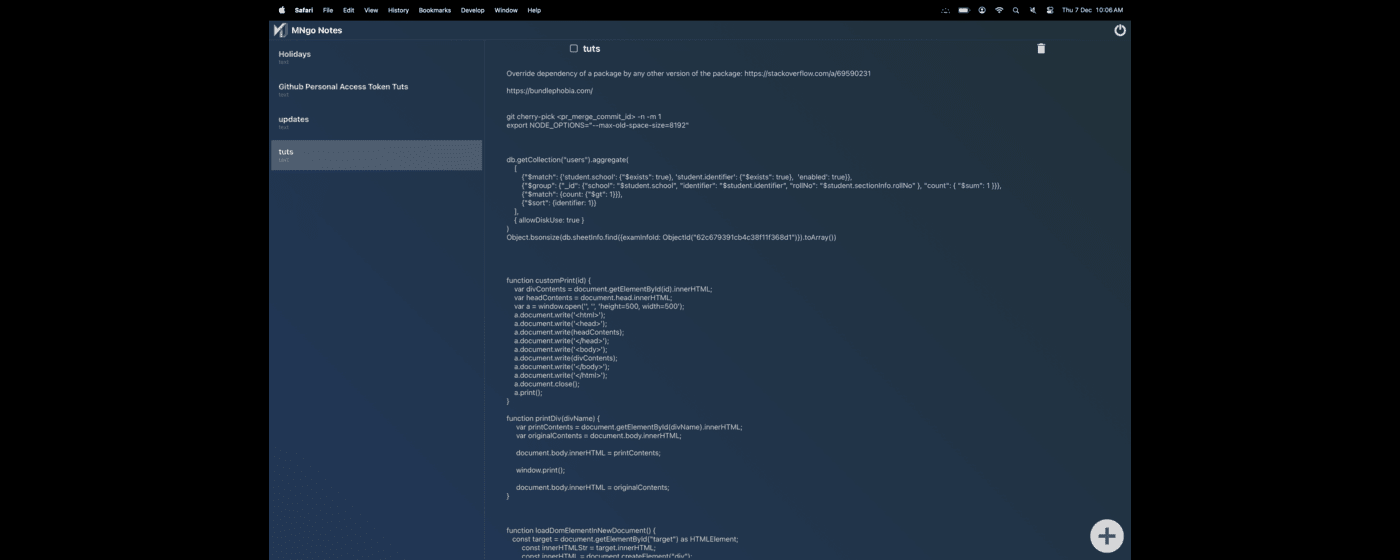 Safari File Edit View History Bookmarks Develop Window Help Thu 7 Dec 10:06 AM
MNgo Notes
Holidays
text
Github Personal Access Token Tuts
text
updates
text
tuts
text
tuts
Override dependency of a package by any other version of the package: https://stackoverflow.com/a/69590231
https://bundlephobia.com/
git cherry-pick <pr_merge_commit_id> -n -m 1
export NODE_OPTIONS="--max-old-space-size=8192"
db.getCollection("users").aggregate(
[
{"$match": {'student.school': {"$exists": true}, 'student.identifier': {"$exists": true}, 'enabled': true}},
{"$group": {"_id": {"school": "$student.school", "identifier": "$student.identifier", "rollNo": "$student.sectionInfo.rollNo" }, "count": { "$sum": 1 }}},
{"$match": {count: {"$gt": 1}}},
{"$sort": {identifier: 1}}
],
{ allowDiskUse: true }
)
Object.bsonsize(db.sheetInfo.find({examInfoId: ObjectId("62c679391cb4c38f11f368d1")}).toArray())
function customPrint(id) {
var divContents = document.getElementById(id).innerHTML;
var headContents = document.head.innerHTML;
var a = window.open('', '', 'height=500, width=500');
a.document.write('<html>');
a.document.write('<head>');
a.document.write(headContents);
a.document.write('</head>');
a.document.write('<body>');
a.document.write(divContents);
a.document.write('</body>');
a.document.write('</html>');
a.document.close();
a.print();
}
function printDiv(divName) {
var printContents = document.getElementById(divName).innerHTML;
var originalContents = document.body.innerHTML;
document.body.innerHTML = printContents;
window.print();
document.body.innerHTML = originalContents;
}
function loadDomElementInNewDocument() {
const target = document.getElementById("target") as HTMLElement;
const innerHTMLStr = target.innerHTML;
const innerHTML = document.createElement("div");